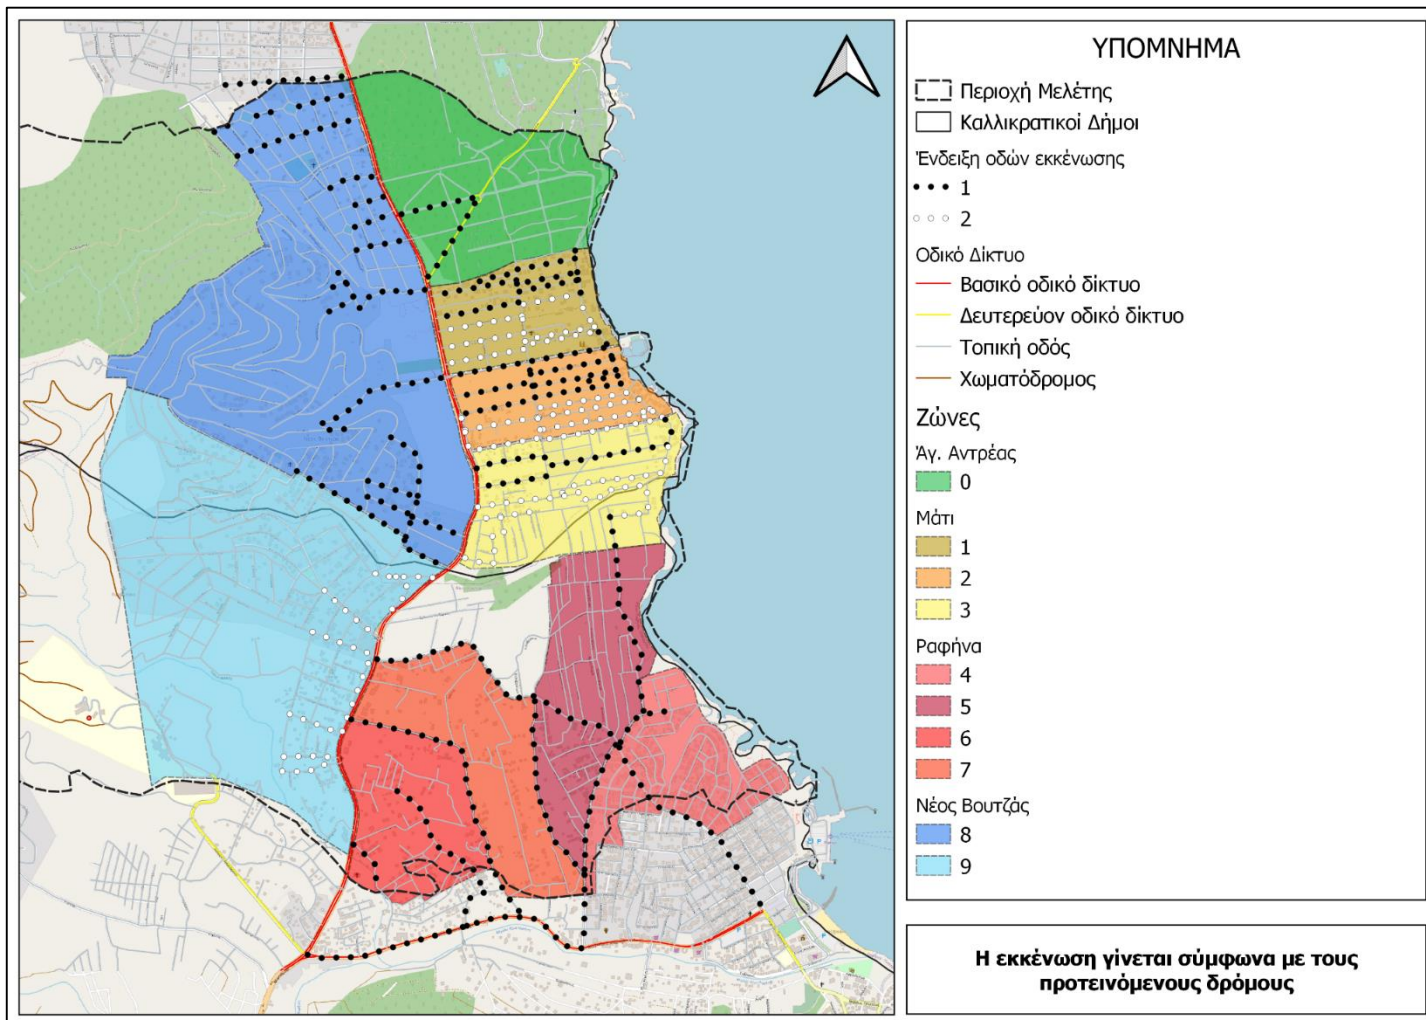 ΥΠΟΜΝΗΜΑ
Περιοχή Μελέτης
Καλλικρατικοί Δήμοι
Ένδειξη οδών εκκένωσης
1
2
Οδικό Δίκτυο
Βασικό οδικό δίκτυο
Δευτερεύον οδικό δίκτυο
Τοπική οδός
Χωματόδρομος
Ζώνες
Άγ. Αντρέας
0
Μάτι
1
2
3
Ραφήνα
4
5
6
7
Νέος Βουτζάς
8
9
Η εκκένωση γίνεται σύμφωνα με τους
προτεινόμενους δρόμους